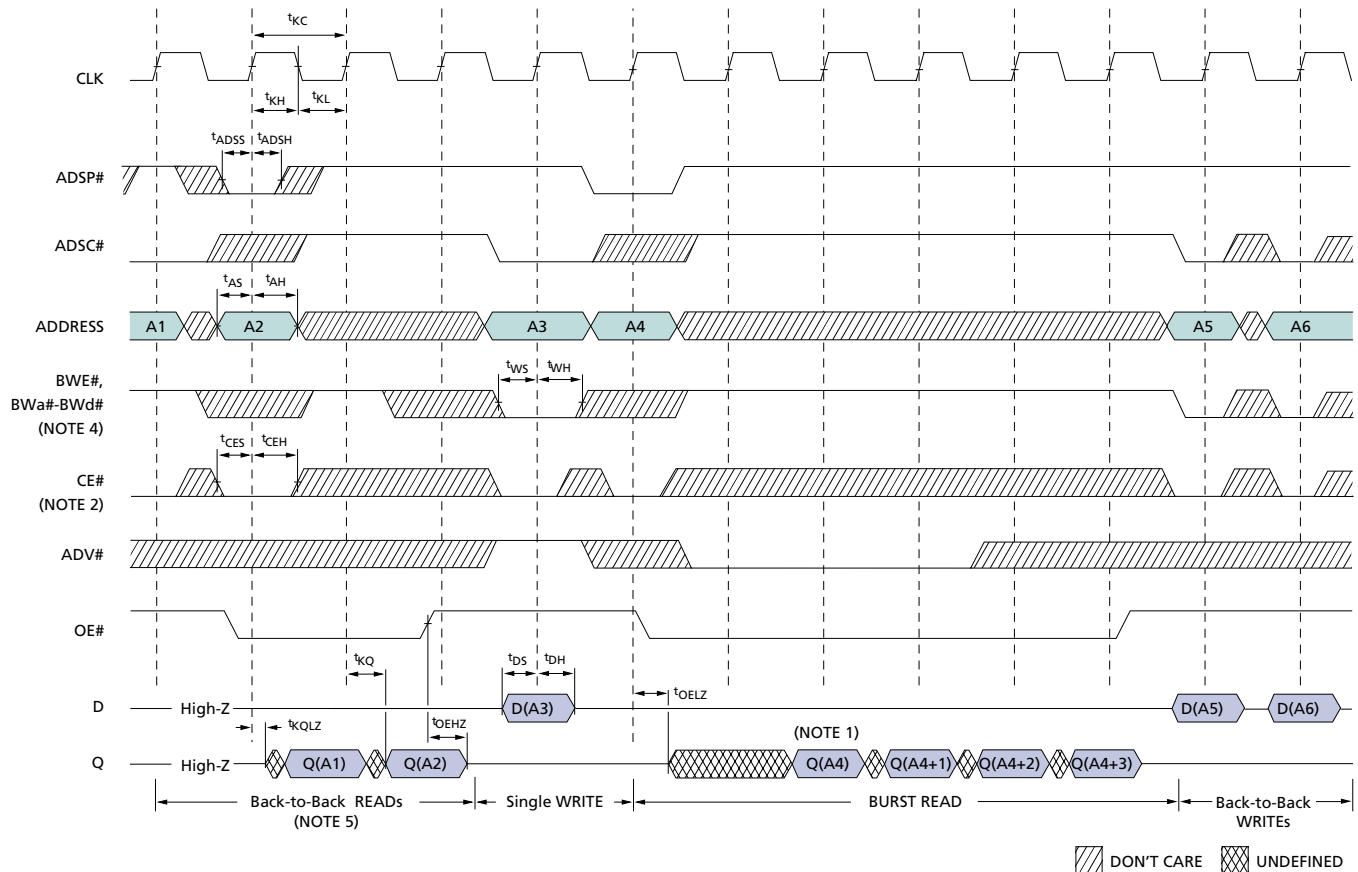 tKC
CLK
tKH
tKL
tADSS
tADSH
ADSP#
ADSC#
tAS
tAH
ADDRESS
A1
A2
A3
A4
A5
A6
BWE#,
BWa#-BWd#
(NOTE 4)
tWS
tWH
tCES
tCEH
CE#
(NOTE 2)
ADV#
OE#
tKQ
tDS
tDH
tOELZ
D
High-Z
D(A3)
D(A5)
D(A6)
tKQLZ
tOEHZ
(NOTE 1)
Q
High-Z
Q(A1)
Q(A2)
Q(A4)
Q(A4+1)
Q(A4+2)
Q(A4+3)
Back-to-Back READs
(NOTE 5)
Single WRITE
BURST READ
Back-to-Back
WRITEs
DON'T CARE
UNDEFINED